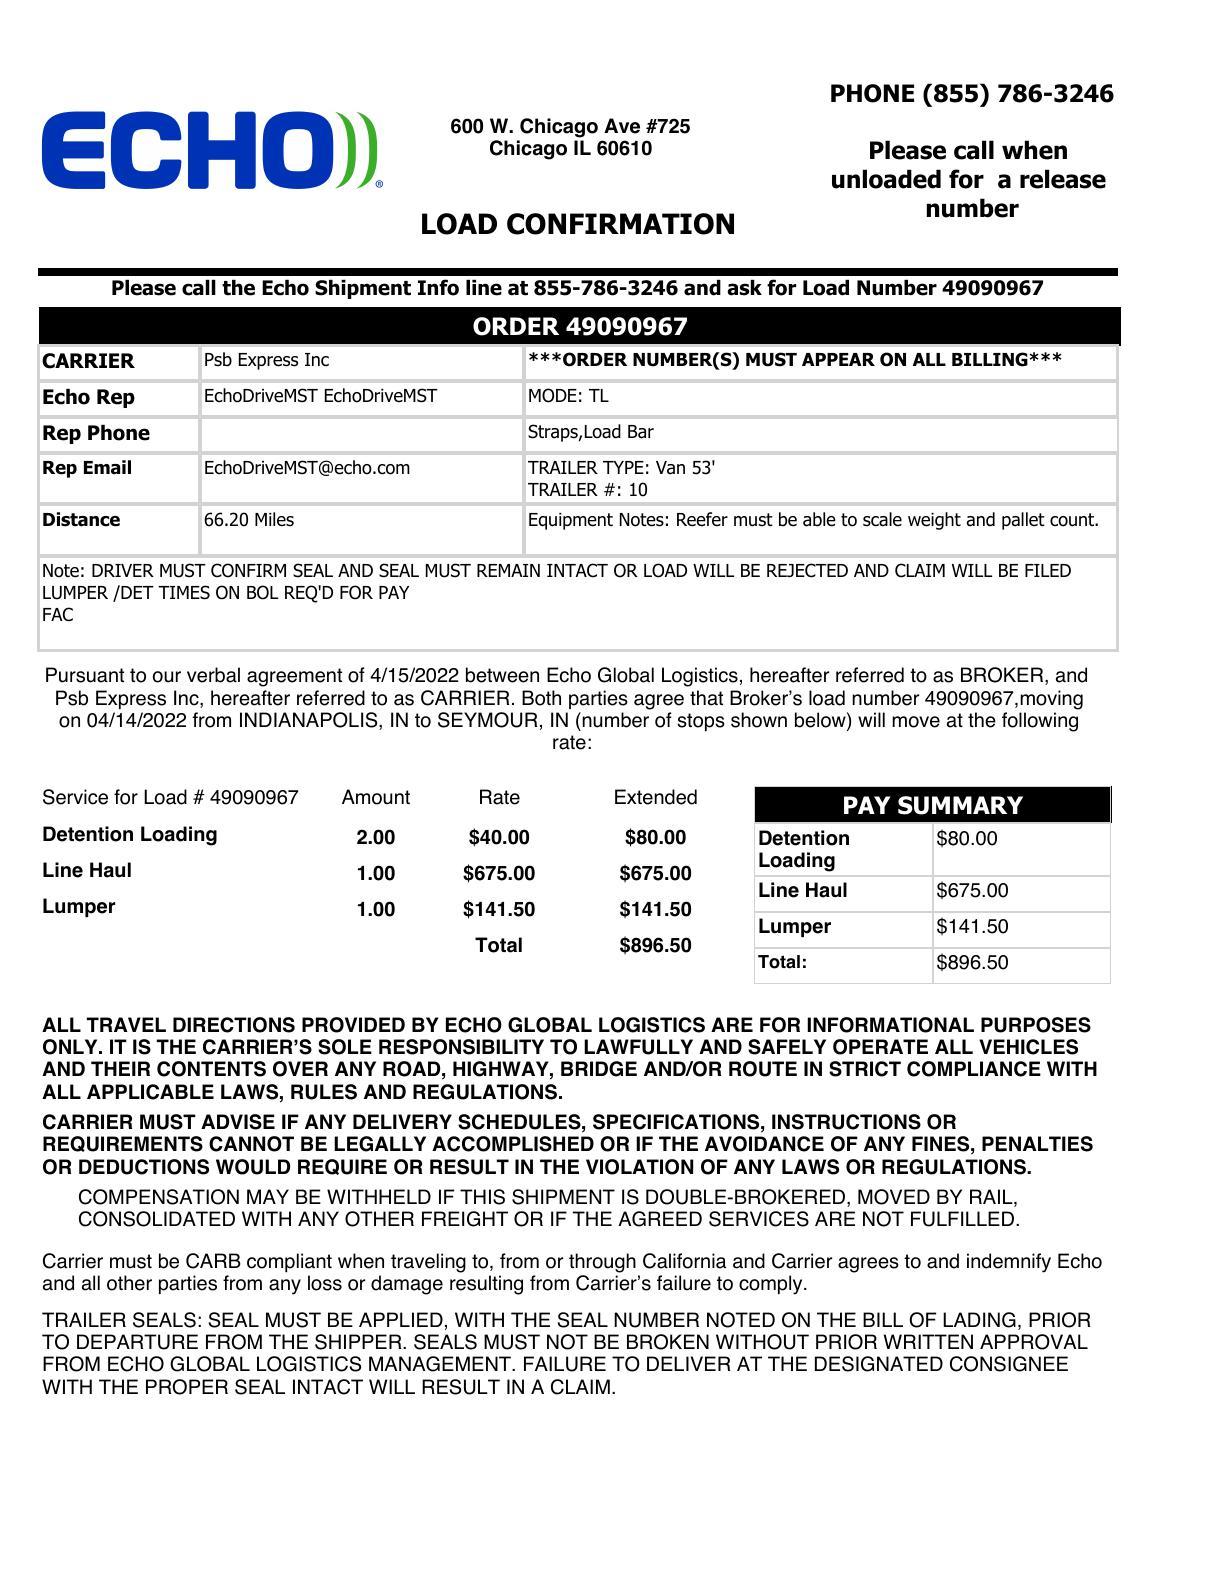 PHONE (855) 786-3246
ECHO®
600 W. Chicago Ave #725
Chicago IL 60610
Please call when
unloaded for  a release
number
LOAD CONFIRMATION
Please call the Echo Shipment Info line at 855-786-3246 and ask for Load Number 49090967
ORDER 49090967
CARRIER Psb Express Inc ***ORDER NUMBER(S) MUST APPEAR ON ALL BILLING***
Echo Rep EchoDriveMST EchoDriveMST MODE: TL
Rep Phone Straps,Load Bar
Rep Email EchoDriveMST@echo.com TRAILER TYPE: Van 53'
TRAILER #: 10
Distance 66.20 Miles Equipment Notes: Reefer must be able to scale weight and pallet count.
Note: DRIVER MUST CONFIRM SEAL AND SEAL MUST REMAIN INTACT OR LOAD WILL BE REJECTED AND CLAIM WILL BE FILED
LUMPER /DET TIMES ON BOL REQ'D FOR PAY
FAC
Pursuant to our verbal agreement of 4/15/2022 between Echo Global Logistics, hereafter referred to as BROKER, and
Psb Express Inc, hereafter referred to as CARRIER. Both parties agree that Broker's load number 49090967,moving
on 04/14/2022 from INDIANAPOLIS, IN to SEYMOUR, IN (number of stops shown below) will move at the following
rate:
Service for Load # 49090967 Amount Rate Extended
Detention Loading 2.00 $40.00 $80.00
Line Haul 1.00 $675.00 $675.00
Lumper 1.00 $141.50 $141.50
Total $896.50
PAY SUMMARY
Detention
Loading $80.00
Line Haul $675.00
Lumper $141.50
Total: $896.50
ALL TRAVEL DIRECTIONS PROVIDED BY ECHO GLOBAL LOGISTICS ARE FOR INFORMATIONAL PURPOSES
ONLY. IT IS THE CARRIER'S SOLE RESPONSIBILITY TO LAWFULLY AND SAFELY OPERATE ALL VEHICLES
AND THEIR CONTENTS OVER ANY ROAD, HIGHWAY, BRIDGE AND/OR ROUTE IN STRICT COMPLIANCE WITH
ALL APPLICABLE LAWS, RULES AND REGULATIONS.
CARRIER MUST ADVISE IF ANY DELIVERY SCHEDULES, SPECIFICATIONS, INSTRUCTIONS OR
REQUIREMENTS CANNOT BE LEGALLY ACCOMPLISHED OR IF THE AVOIDANCE OF ANY FINES, PENALTIES
OR DEDUCTIONS WOULD REQUIRE OR RESULT IN THE VIOLATION OF ANY LAWS OR REGULATIONS.
COMPENSATION MAY BE WITHHELD IF THIS SHIPMENT IS DOUBLE-BROKERED, MOVED BY RAIL,
CONSOLIDATED WITH ANY OTHER FREIGHT OR IF THE AGREED SERVICES ARE NOT FULFILLED.
Carrier must be CARB compliant when traveling to, from or through California and Carrier agrees to and indemnify Echo
and all other parties from any loss or damage resulting from Carrier's failure to comply.
TRAILER SEALS: SEAL MUST BE APPLIED, WITH THE SEAL NUMBER NOTED ON THE BILL OF LADING, PRIOR
TO DEPARTURE FROM THE SHIPPER. SEALS MUST NOT BE BROKEN WITHOUT PRIOR WRITTEN APPROVAL
FROM ECHO GLOBAL LOGISTICS MANAGEMENT. FAILURE TO DELIVER AT THE DESIGNATED CONSIGNEE
WITH THE PROPER SEAL INTACT WILL RESULT IN A CLAIM.